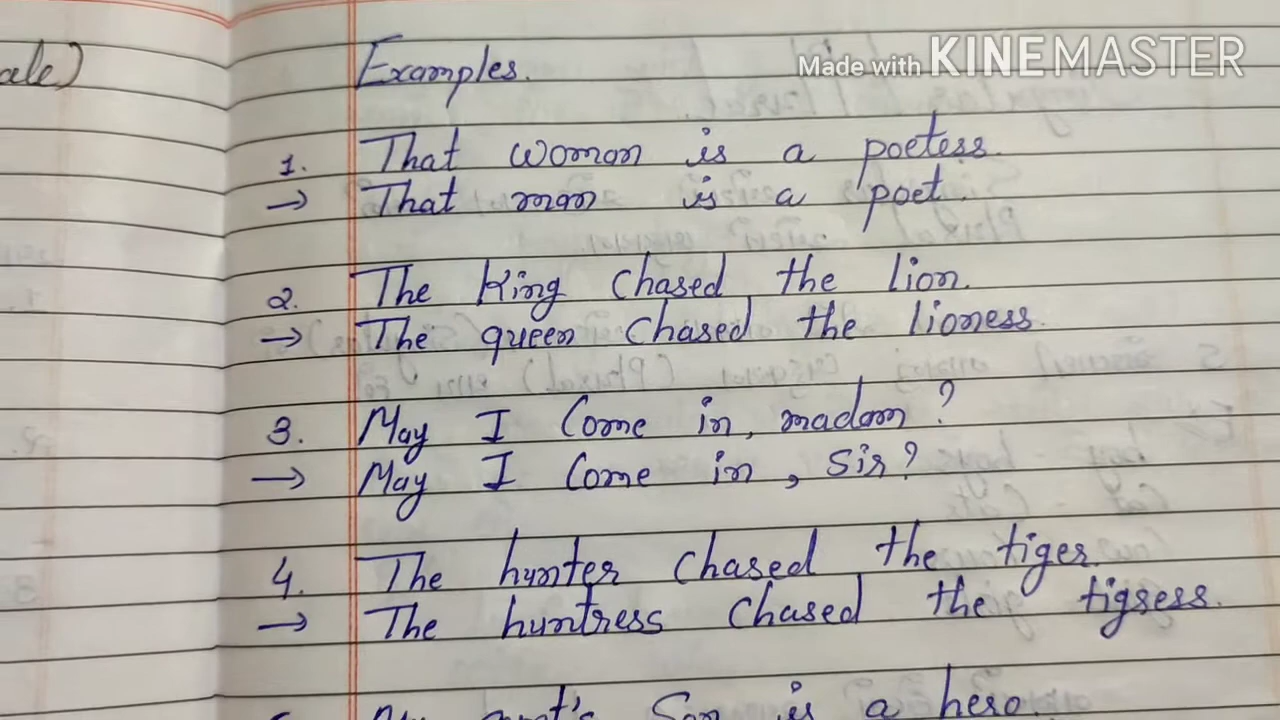 ale)
Made with KINEMASTER
Examples.
1. That woman is a poetess.
→ That man is a poet.
2. The King chased the lion.
→ The queen chased the lioness.
3. May I Come in, madam?
→ May I Come in, Sir?
4. The hunter chased the tiger.
→ The huntress chased the tigress.
aunt's Son is a hero.